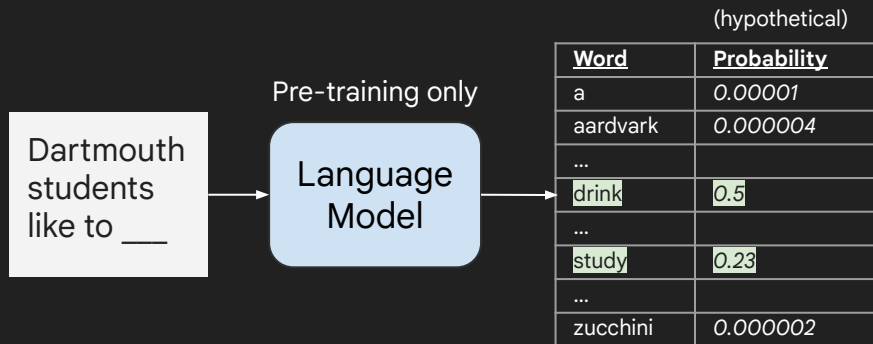 (hypothetical)
Pre-training only
Dartmouth
students
like to ___
Language
Model
Word Probability
a 0.00001
aardvark 0.000004
...
drink 0.5
...
study 0.23
...
zucchini 0.000002